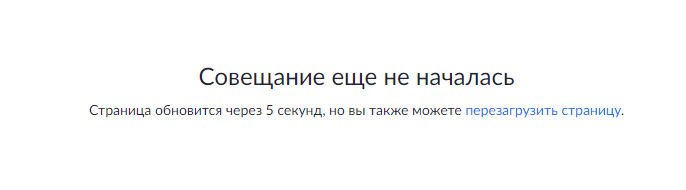 Совещание еще не началась
Страница обновится через 5 секунд, но вы также можете перезагрузить страницу.